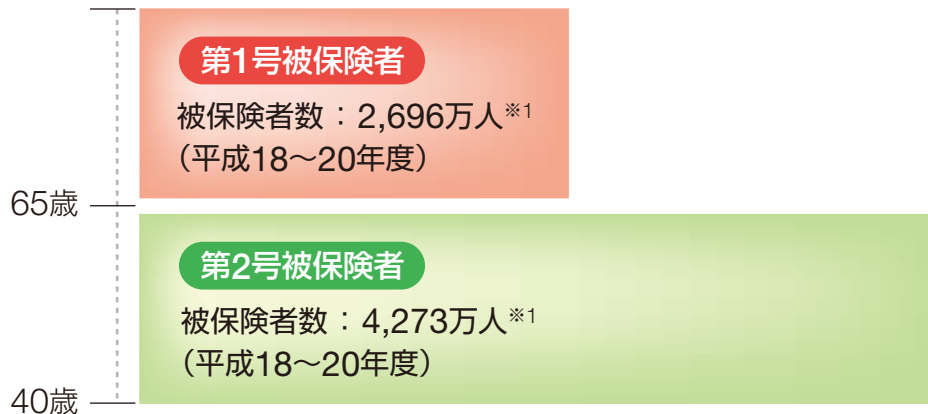 第1号被保険者
被保険者数：2,696万人※1
（平成18〜20年度）
65歳
第2号被保険者
被保険者数：4,273万人※1
（平成18〜20年度）
40歳